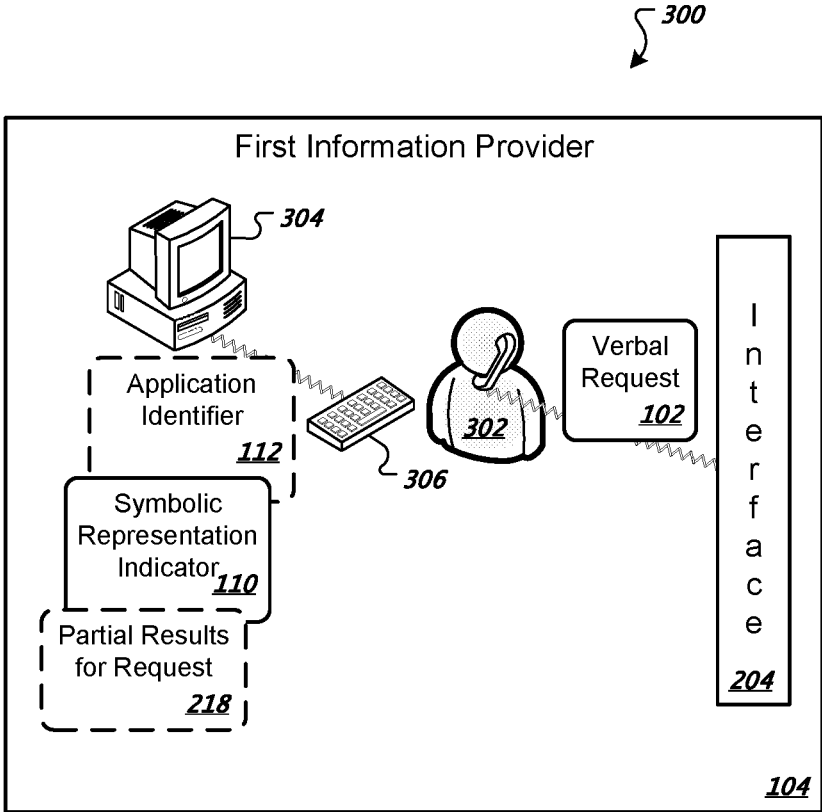 300
First Information Provider
304
Application
Identifier
112
Verbal
Request
102
302
306
Symbolic
Representation
Indicator
110
Partial Results
for Request
218
Interface
204
104